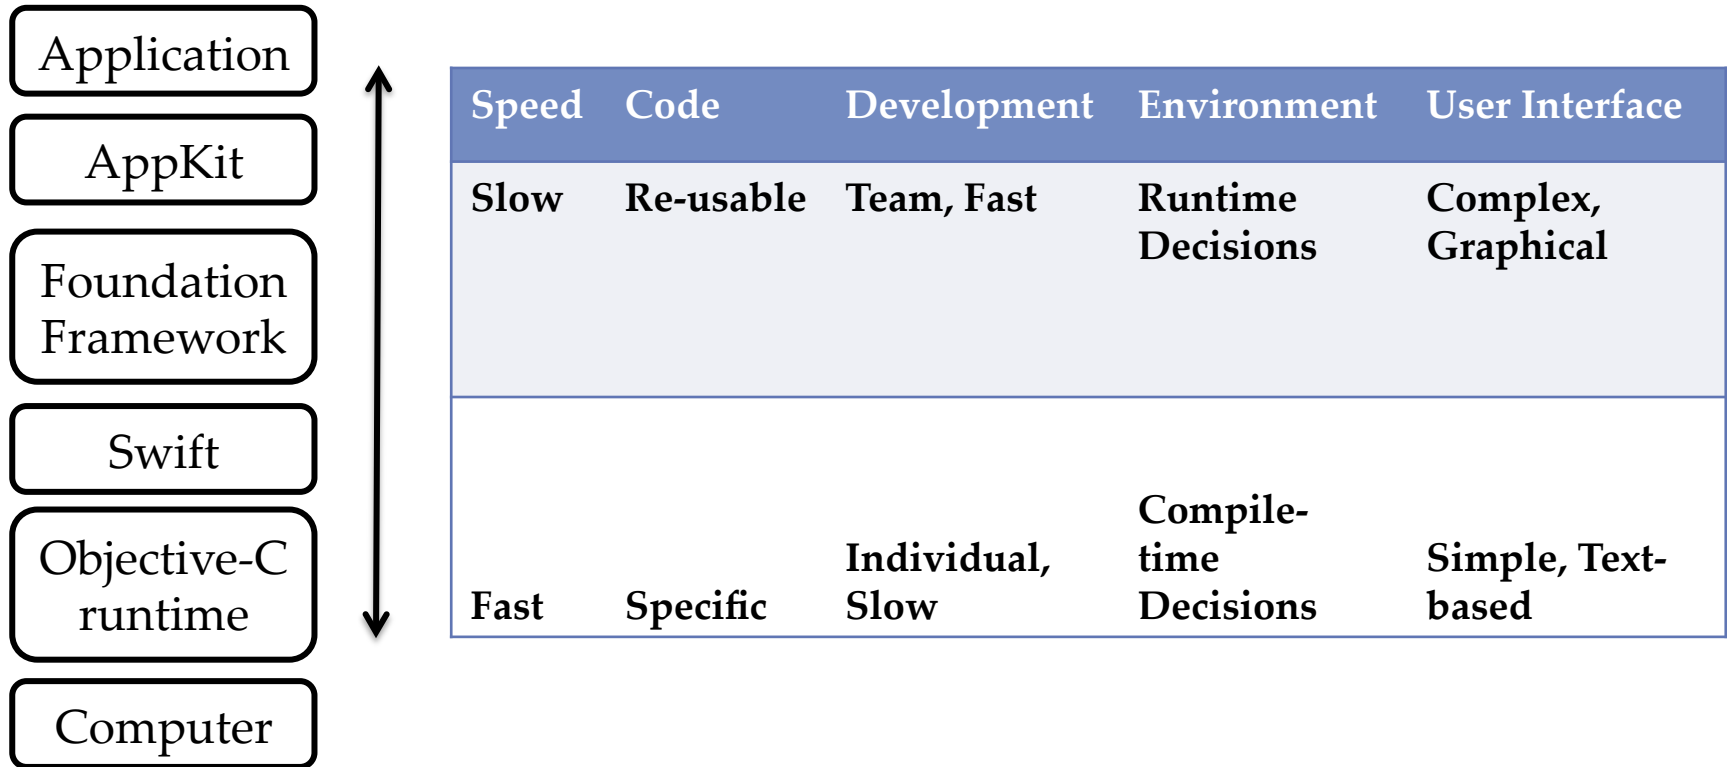 Application
AppKit
Foundation
Framework
Swift
Objective-C
runtime
Computer
Speed Code Development Environment User Interface
Slow Re-usable Team, Fast Runtime Complex,
Decisions Graphical
Compile-
Individual, time Simple, Text-
Fast Specific Slow Decisions based